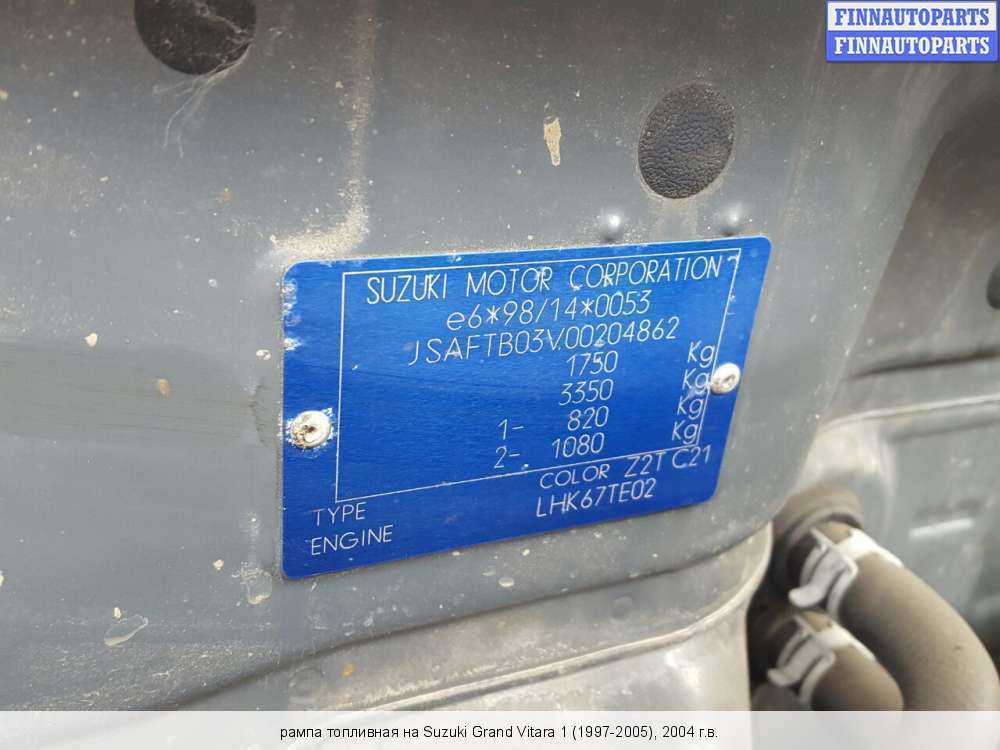 FINNAUTOPARTS
FINNAUTOPARTS
SUZUKI MOTOR CORPORATION
e6*98/14*0053
JSAFTB03V00204862
1750 Kg
3350 Kg
1- 820 Kg
2- 1080 Kg
TYPE COLOR Z2T C21
ENGINE LHK67TE02
рампа топливная на Suzuki Grand Vitara 1 (1997-2005), 2004 г.в.